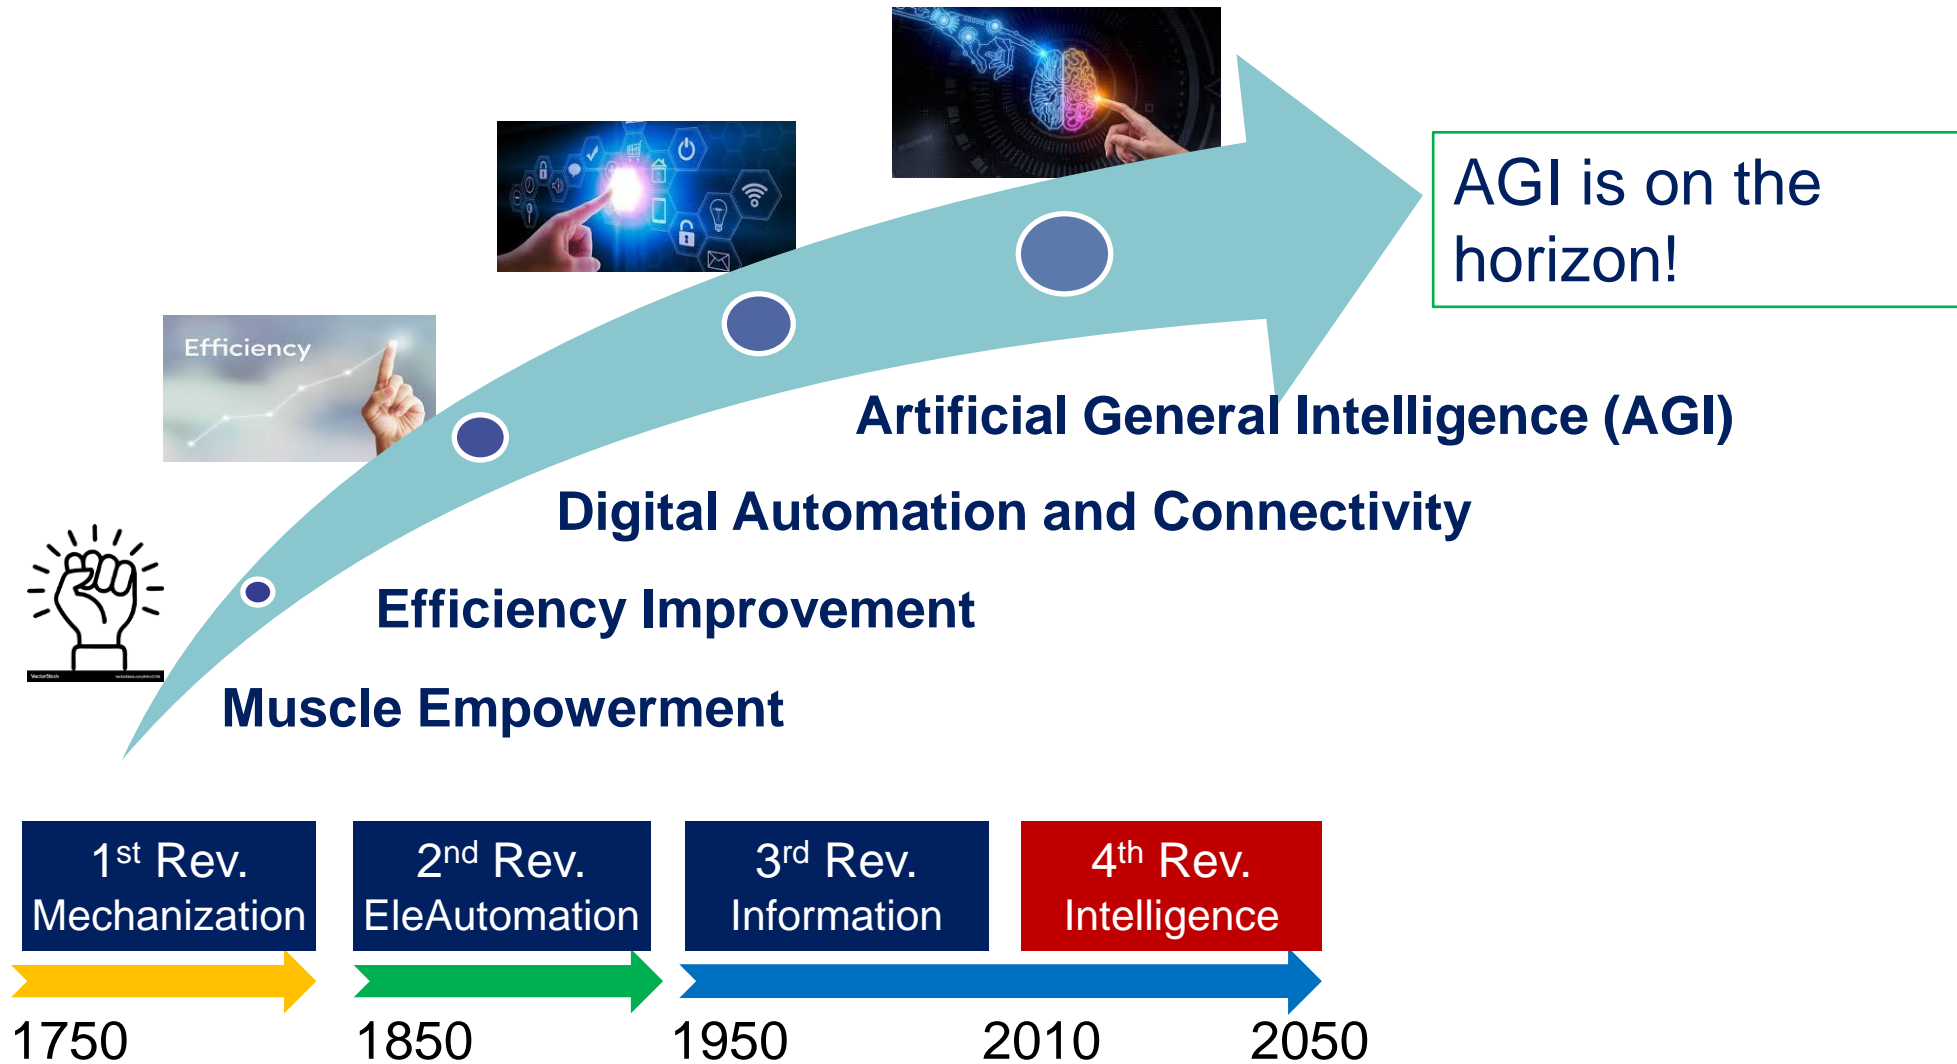 AGI is on the
horizon!
Efficiency
Artificial General Intelligence (AGI)
Digital Automation and Connectivity
Efficiency Improvement
VectorStock
Muscle Empowerment
1st Rev.
Mechanization
2nd Rev.
EleAutomation
3rd Rev.
Information
4th Rev.
Intelligence
1750
1850
1950
2010
2050